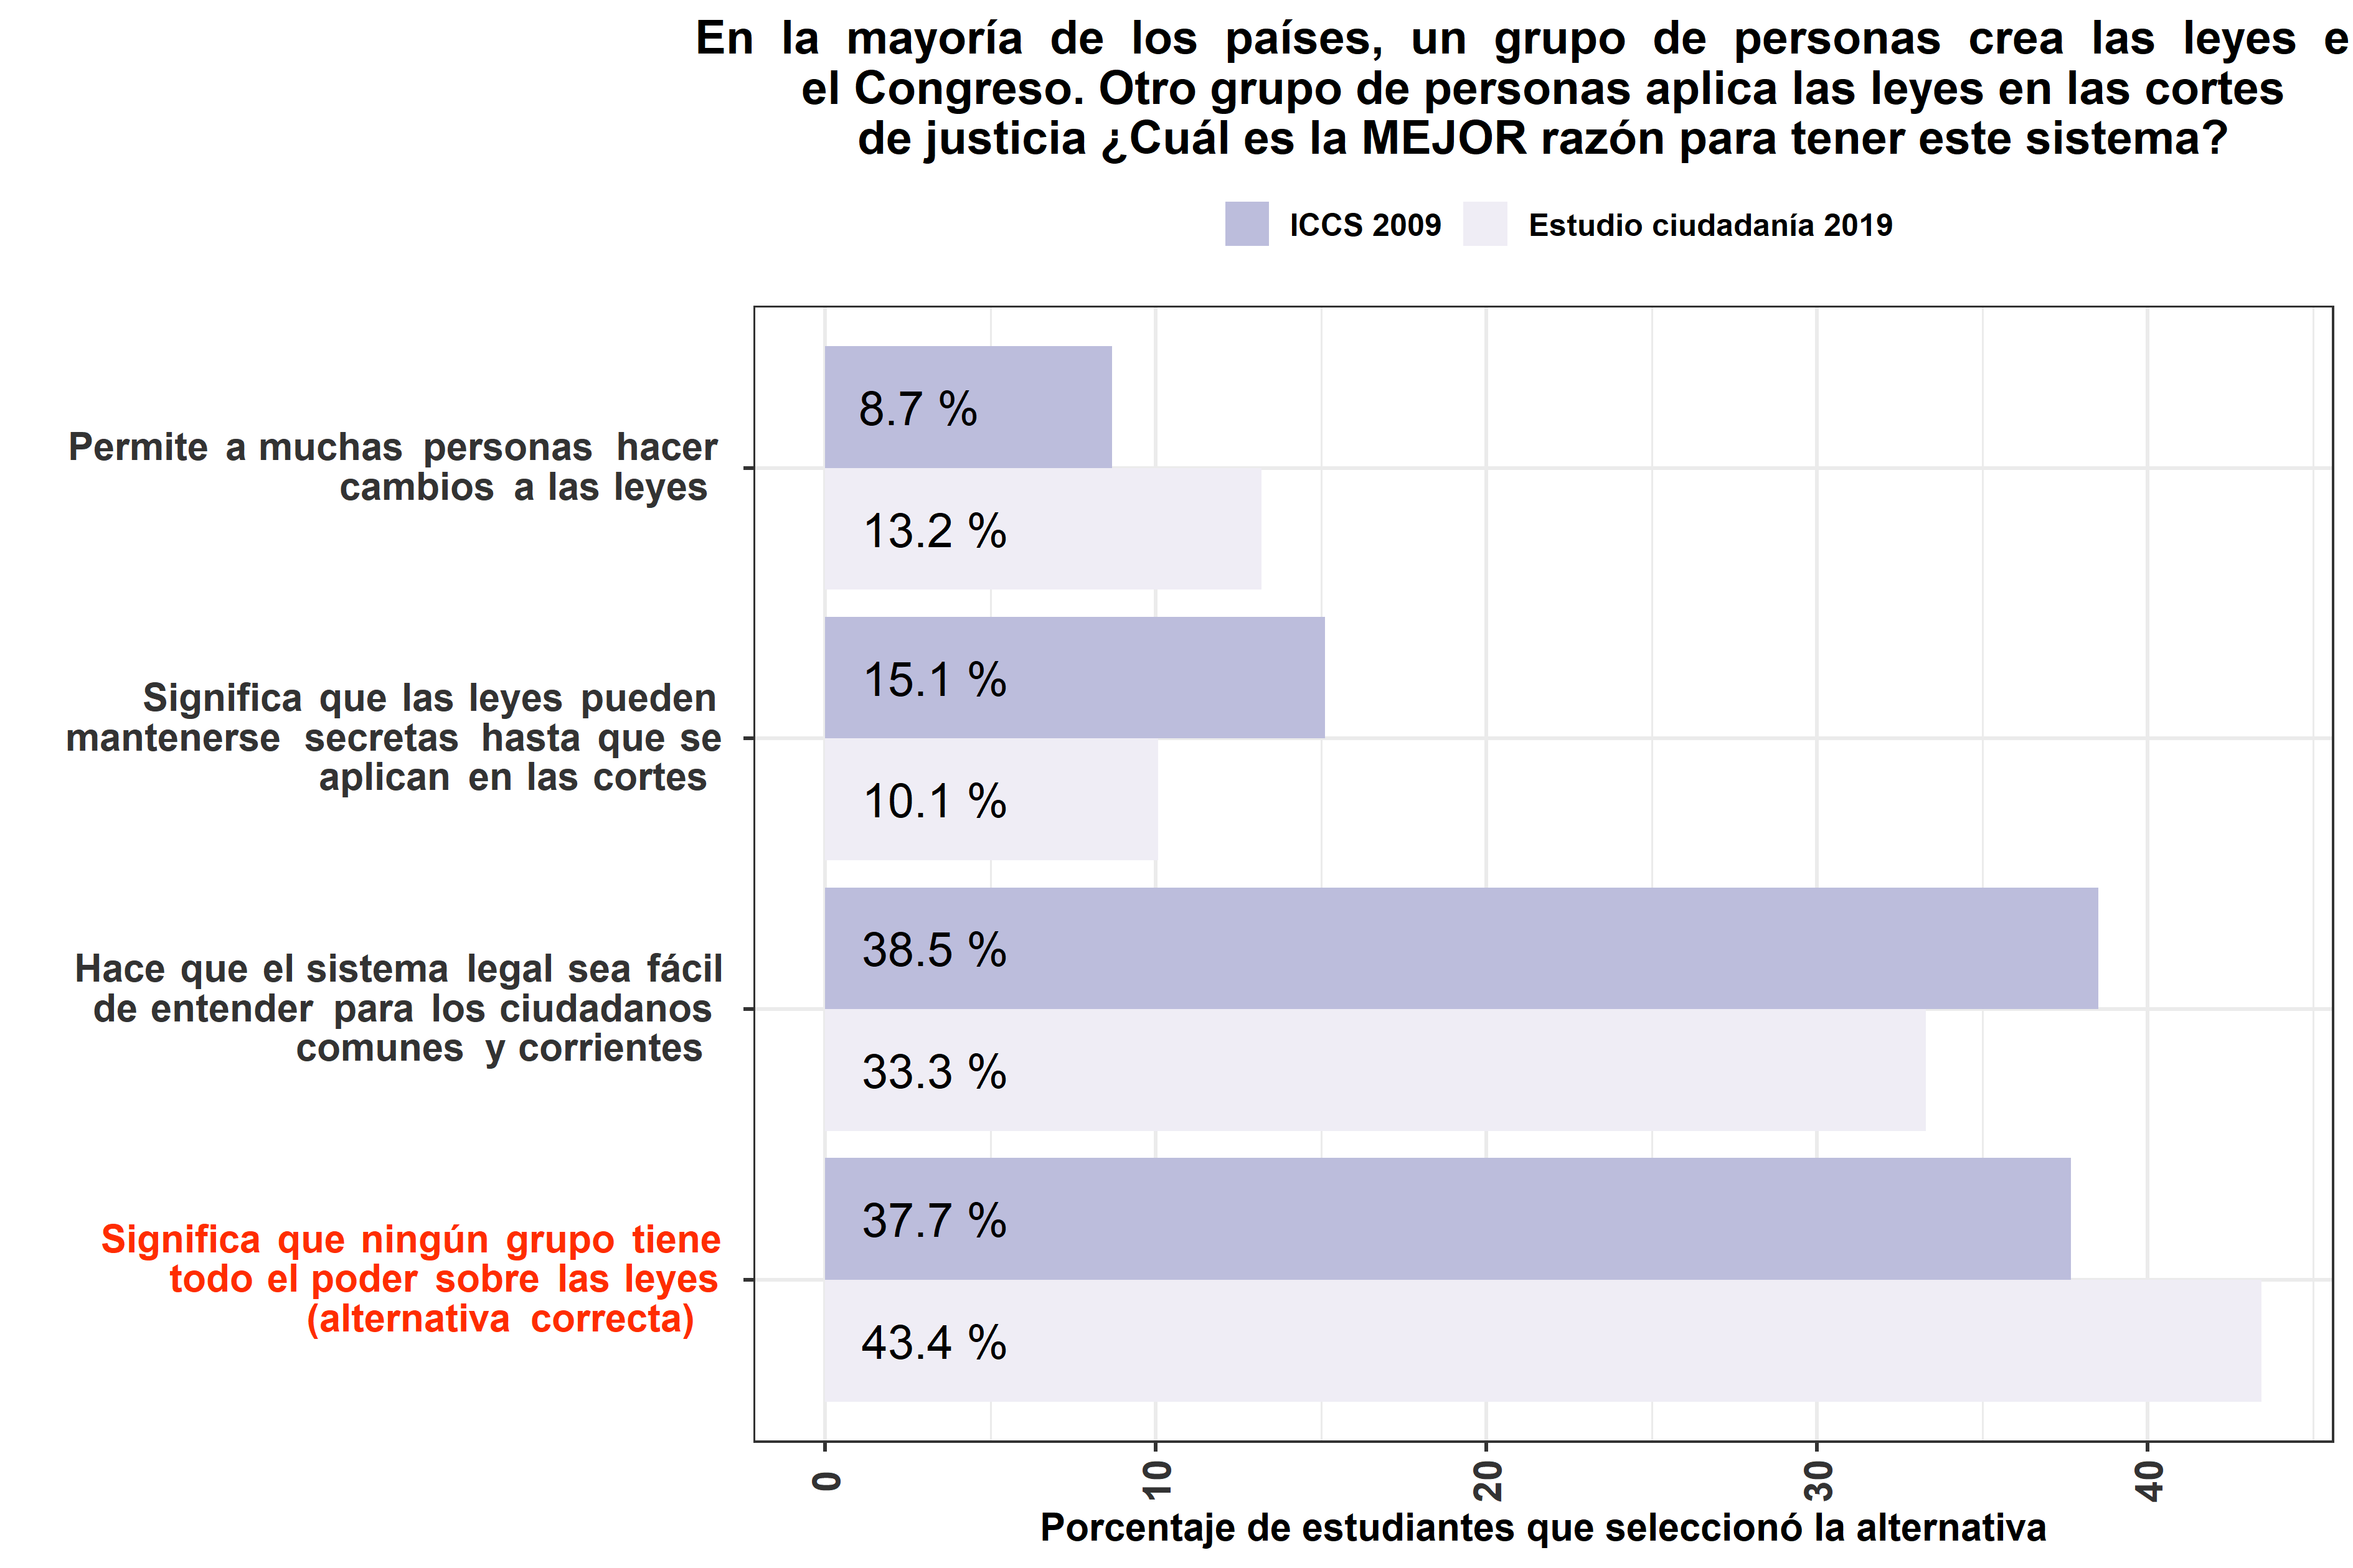 En la mayoría de los países, un grupo de personas crea las leyes e
el Congreso. Otro grupo de personas aplica las leyes en las cortes
de justicia ¿Cuál es la MEJOR razón para tener este sistema?
ICCS 2009 Estudio ciudadanía 2019
Permite a muchas personas hacer
cambios a las leyes
8.7 %
13.2 %
Significa que las leyes pueden
mantenerse secretas hasta que se
aplican en las cortes
15.1 %
10.1 %
Hace que el sistema legal sea fácil
de entender para los ciudadanos
comunes y corrientes
38.5 %
33.3 %
Significa que ningún grupo tiene
todo el poder sobre las leyes
(alternativa correcta)
37.7 %
43.4 %
0 10 20 30 40
Porcentaje de estudiantes que seleccionó la alternativa